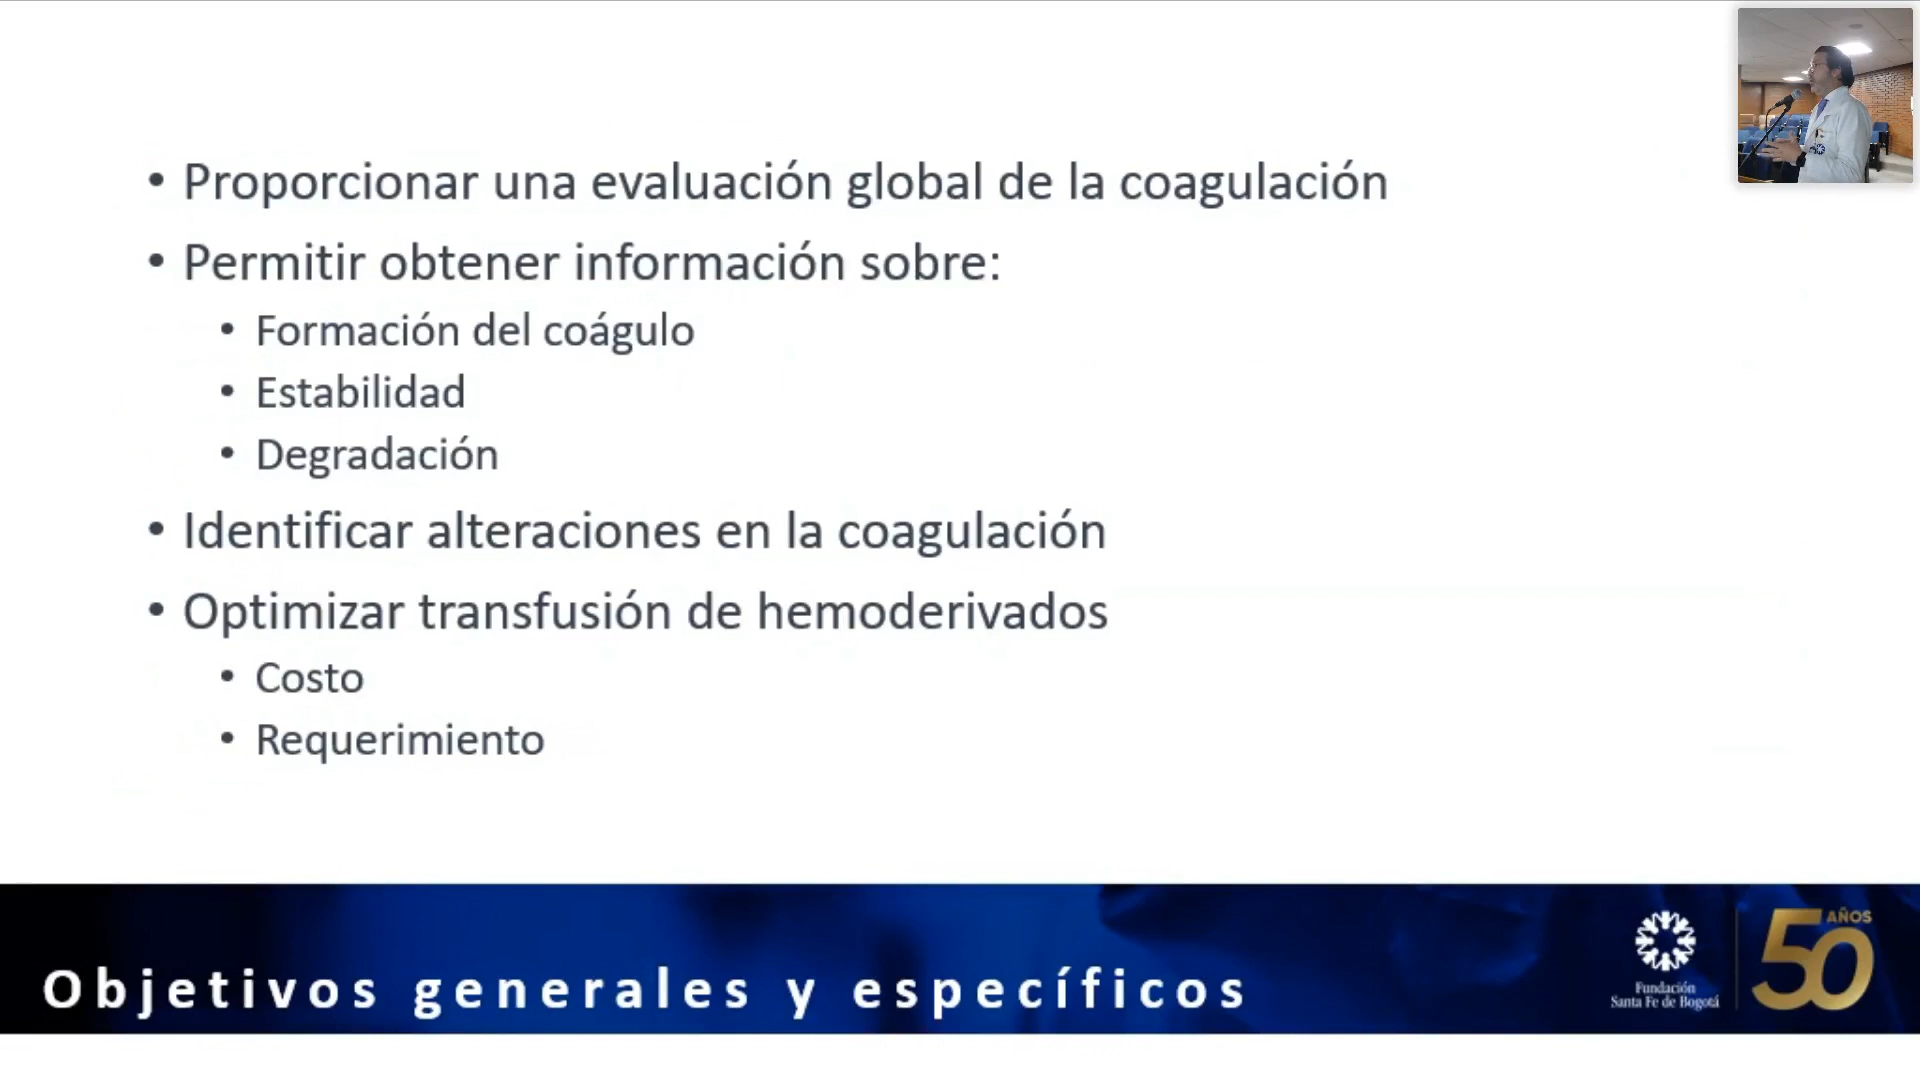 • Proporcionar una evaluación global de la coagulación
• Permitir obtener información sobre:
• Formación del coágulo
• Estabilidad
• Degradación
• Identificar alteraciones en la coagulación
• Optimizar transfusión de hemoderivados
• Costo
• Requerimiento
Objetivos generales y específicos
Fundación
Santa Fe de Bogotá
50 AÑOS